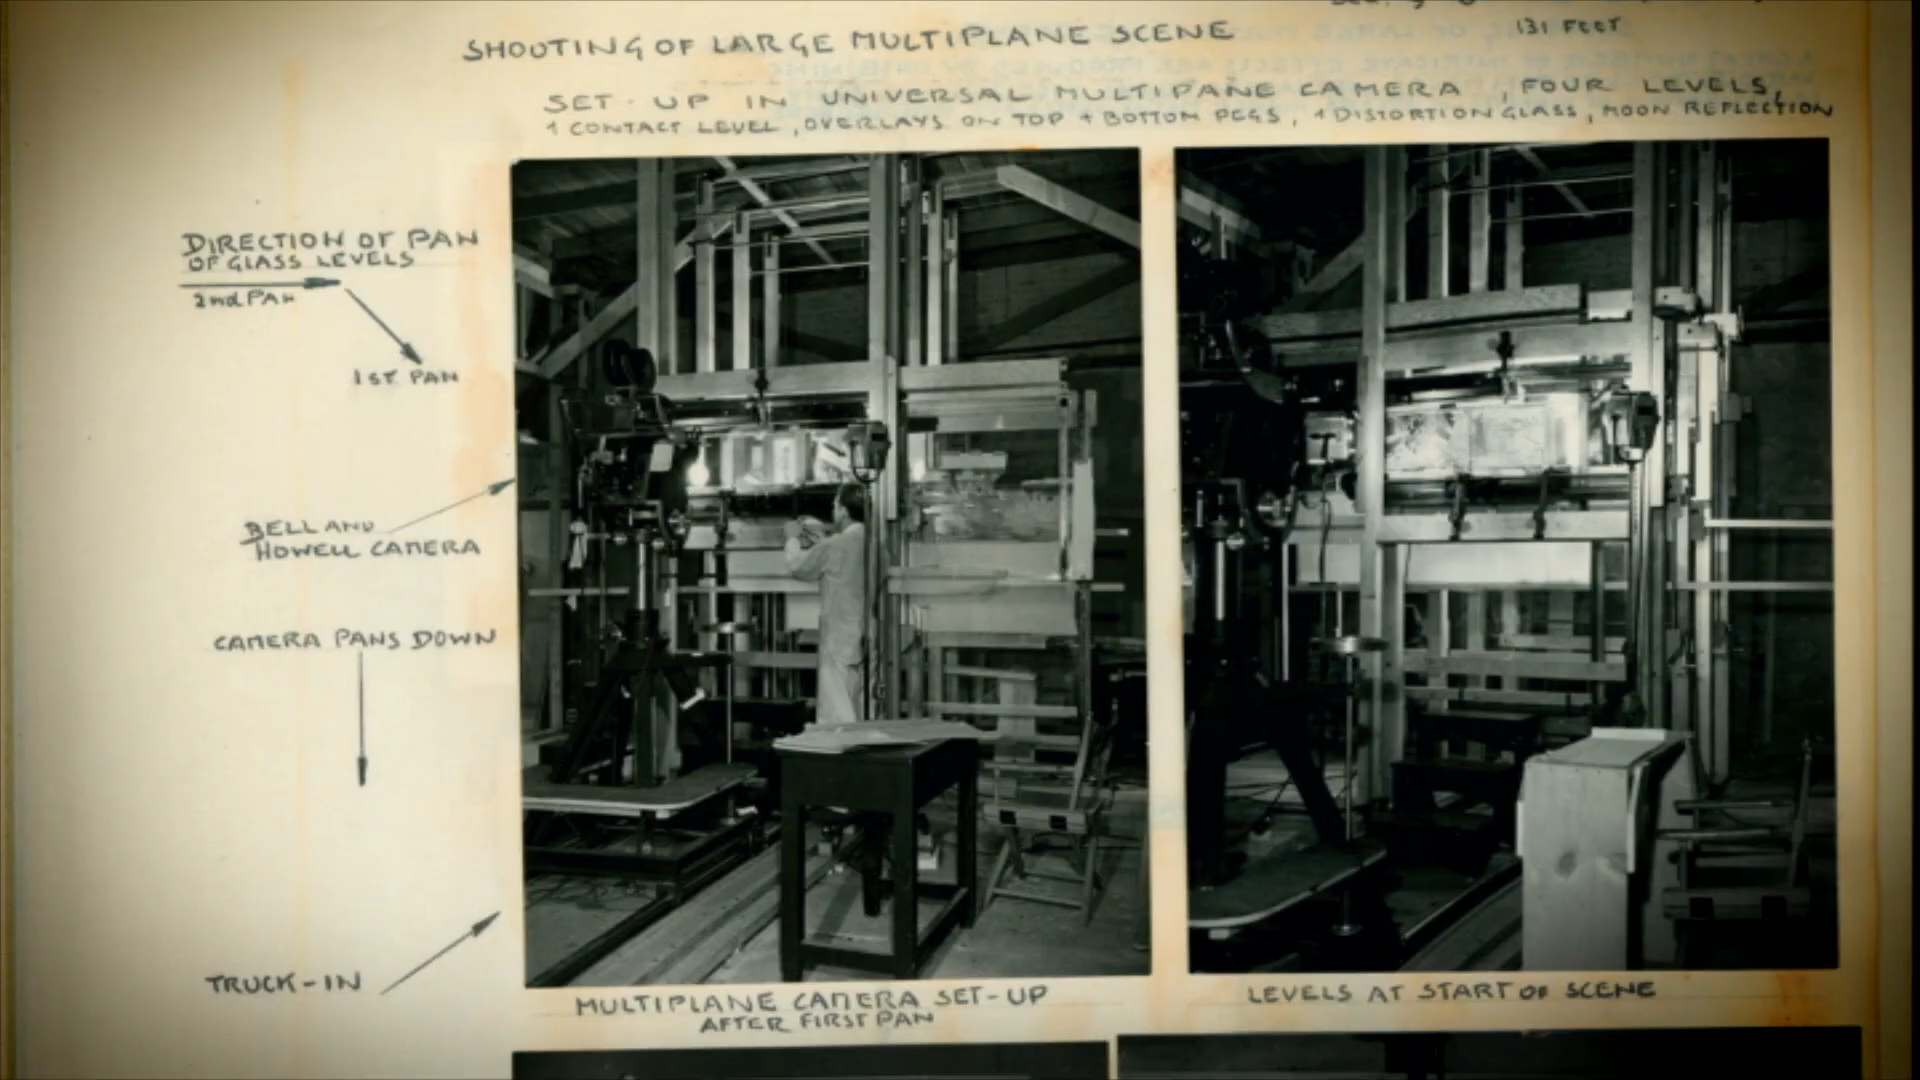 131 FEET
SHOOTING OF LARGE MULTIPLANE SCENE
SET-UP IN UNIVERSAL MULTIPANE CAMERA, FOUR LEVELS,
1 CONTACT LEVEL, OVERLAYS ON TOP + BOTTOM PEGS, 1 DISTORTION GLASS, MOON REFLECTION
DIRECTION OF PAN
OF GLASS LEVELS
2nd PAN
1ST PAN
BELL AND
HOWELL CAMERA
CAMERA PANS DOWN
TRUCK-IN
MULTIPLANE CAMERA SET-UP
AFTER FIRST PAN
LEVELS AT START OF SCENE